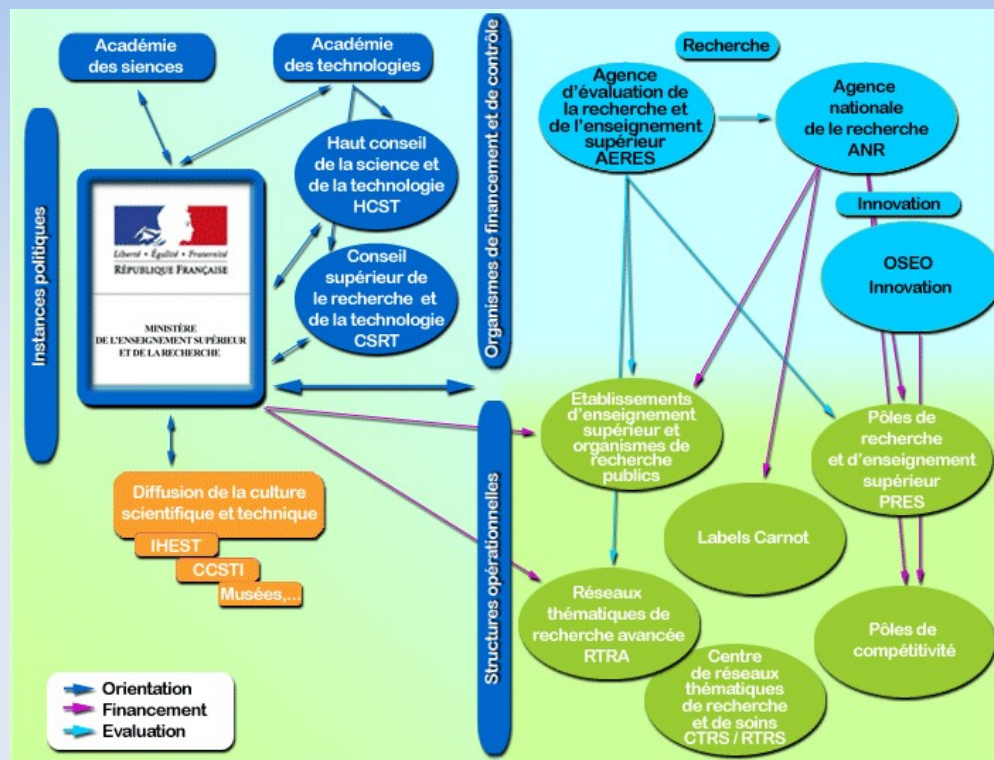 Académie
des siences
Académie
des technologies
Haut conseil
de la science et
de la technologie
HCST
Conseil
supérieur de
le recherche et
de la technologie
CSRT
Instances politiques
Liberté • Égalité • Fraternité
RÉPUBLIQUE FRANÇAISE
MINISTÈRE
DE L'ENSEIGNEMENT SUPÉRIEUR
ET DE LA RECHERCHE
Diffusion de la culture
scientifique et technique
IHEST
CCSTI
Musées,...
Orientation
Financement
Evaluation
Organismes de financement et de contrôle
Recherche
Agence
d'évaluation de
la recherche et
de l'enseignement
supérieur
AERES
Agence
nationale
de le recherche
ANR
Innovation
OSEO
Innovation
Structures opérationnelles
Etablissements
d'enseignement
supérieur et
organismes de
recherche
publics
Pôles de
recherche
et d'enseignement
supérieur
PRES
Labels Carnot
Réseaux
thématiques de
recherche avancée
RTRA
Centre
de réseaux
thématiques
de recherche
et de soins
CTRS / RTRS
Pôles de
compétitivité